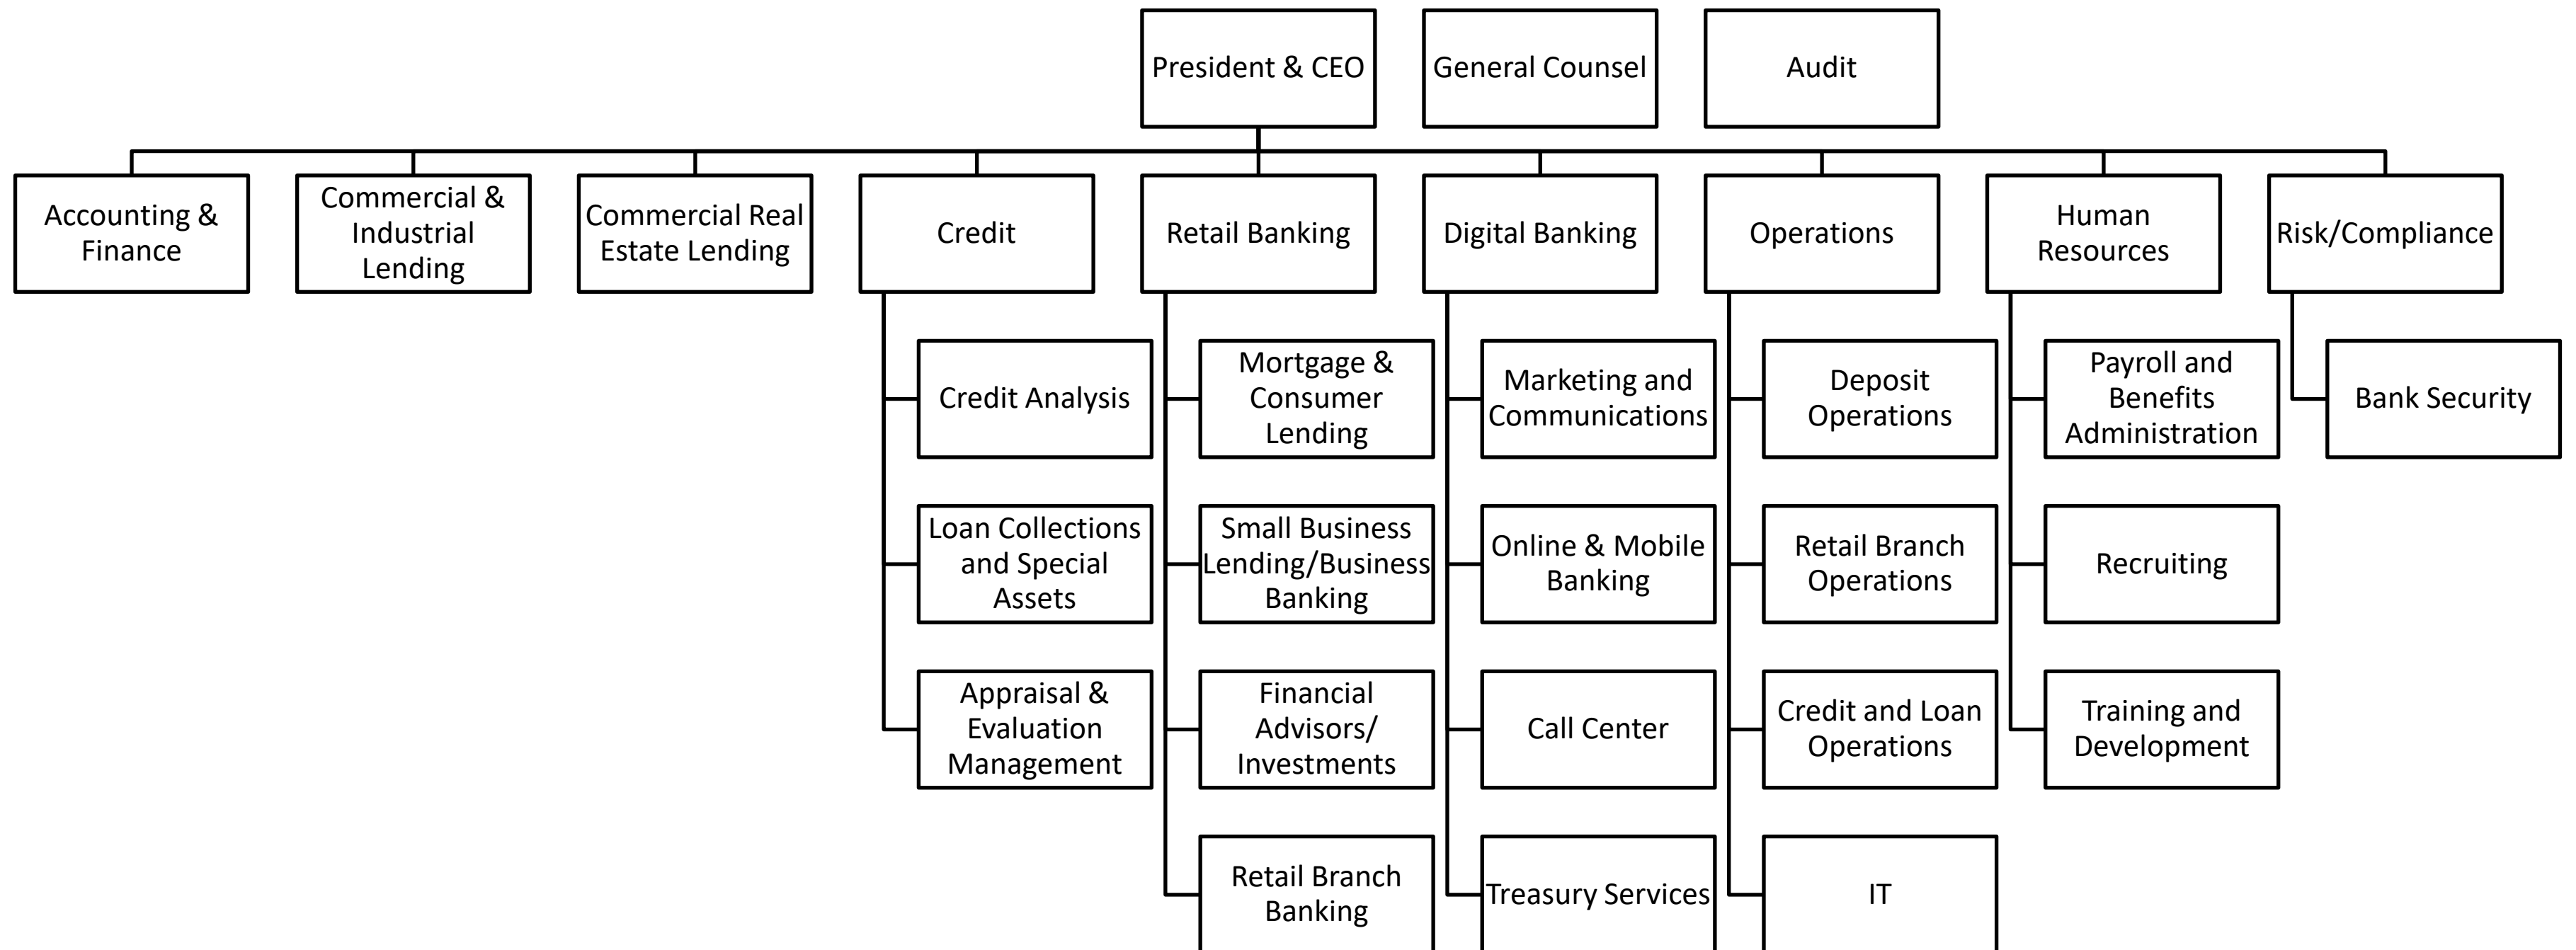 President & CEO
General Counsel
Audit
Accounting &
Finance
Commercial &
Industrial
Lending
Commercial Real
Estate Lending
Credit
Retail Banking
Digital Banking
Operations
Human
Resources
Risk/Compliance
Credit Analysis
Mortgage &
Consumer
Lending
Marketing and
Communications
Deposit
Operations
Payroll and
Benefits
Administration
Bank Security
Loan Collections
and Special
Assets
Small Business
Lending/Business
Banking
Online & Mobile
Banking
Retail Branch
Operations
Recruiting
Appraisal &
Evaluation
Management
Financial
Advisors/
Investments
Call Center
Credit and Loan
Operations
Training and
Development
Retail Branch
Banking
Treasury Services
IT